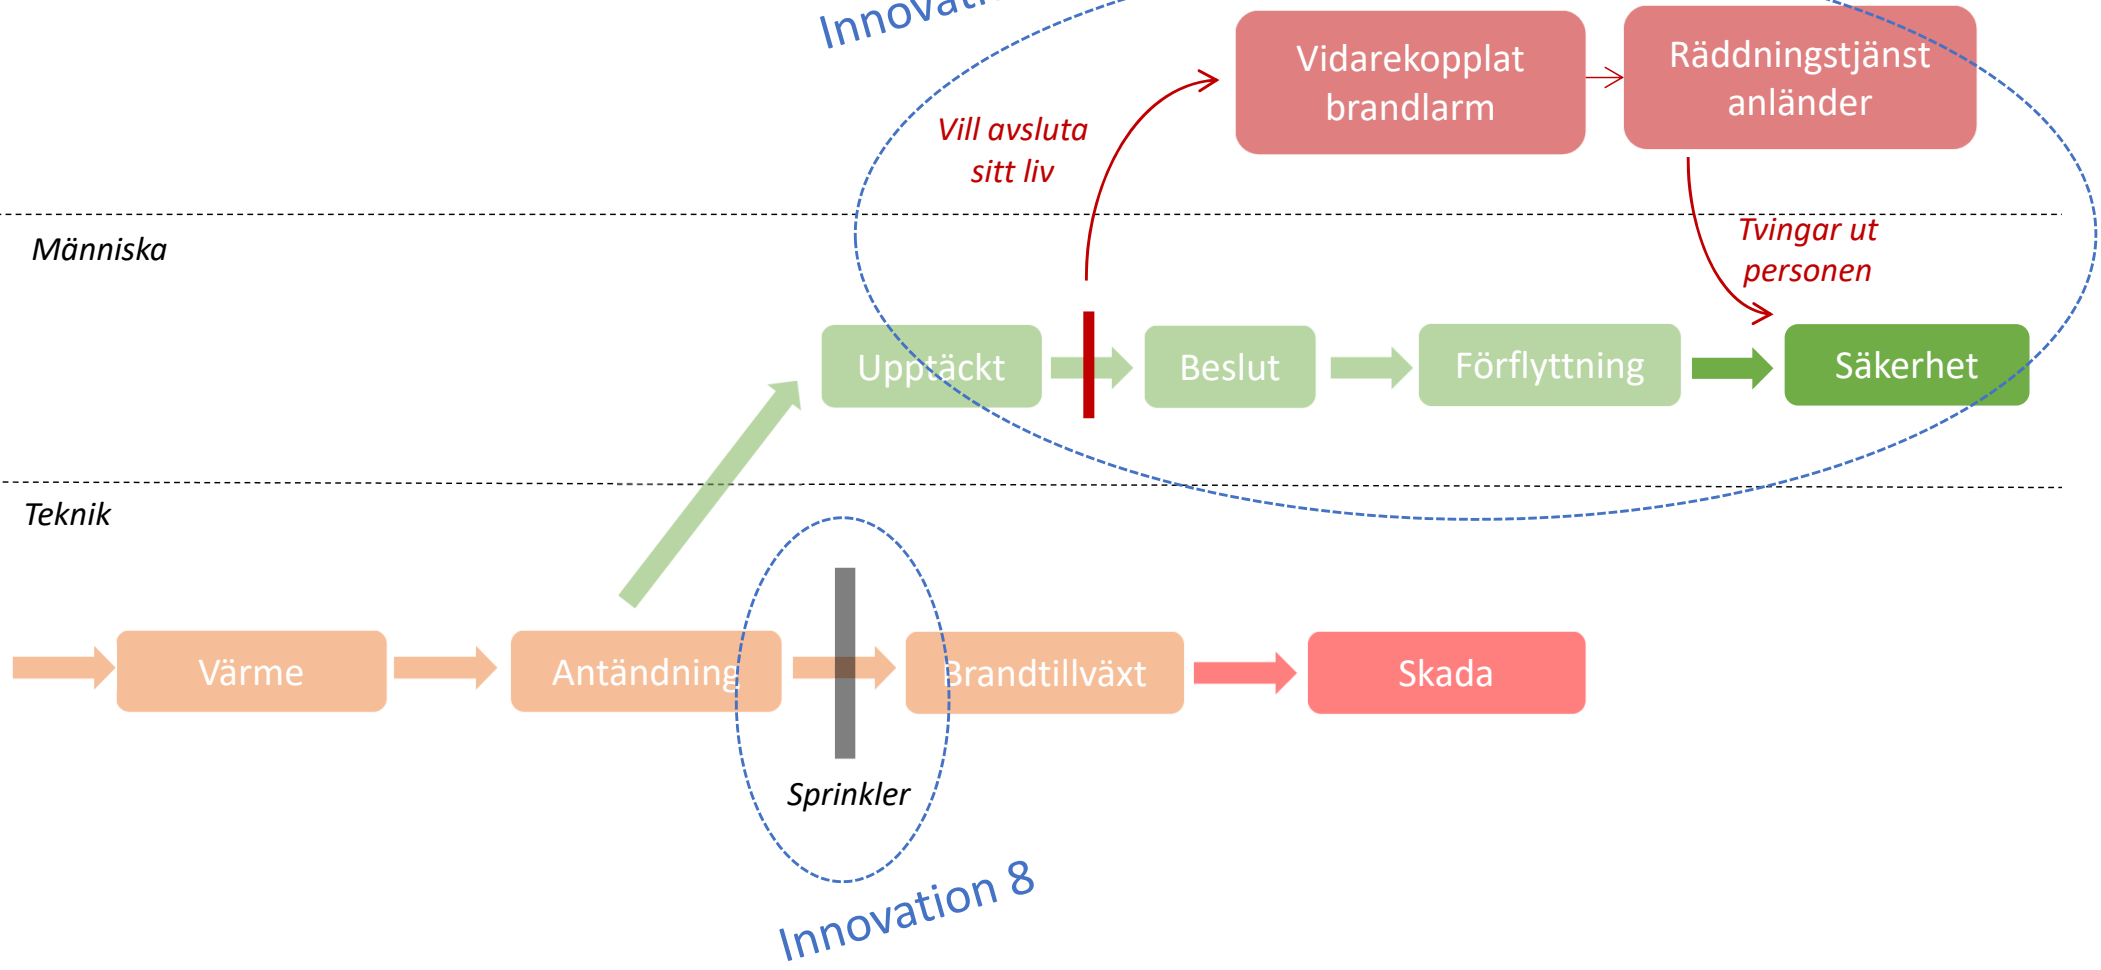 Vidarekopplat
brandlarm
Räddningstjänst
anländer
Vill avsluta
sitt liv
Människa
Tvingar ut
personen
Upptäckt
Beslut
Förflyttning
Säkerhet
Teknik
Värme
Antändning
Brandtillväxt
Skada
Sprinkler
Innovation 8